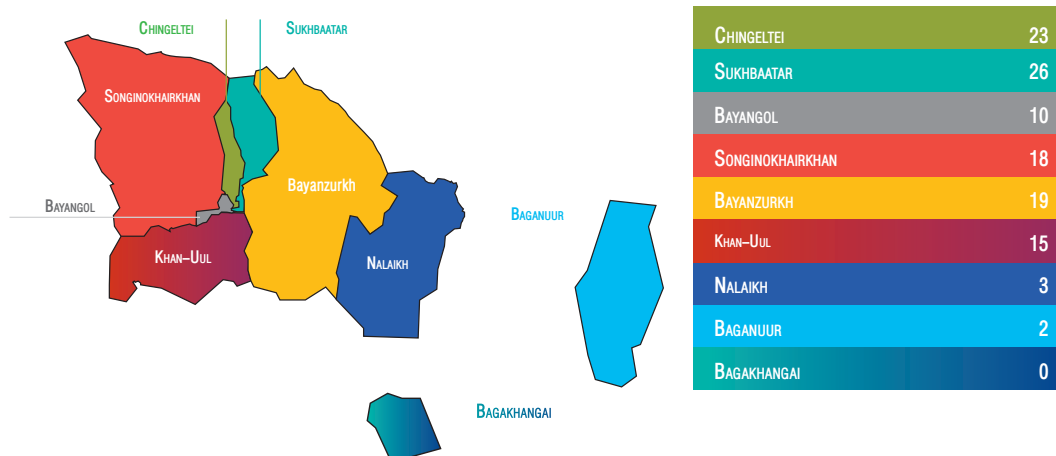 Chingeltei Sukhbaatar
Songinokhairkhan
Bayanzurkh
Bayangol
Baganuur
Khan-Uul
Nalaikh
Bagakhangai
Chingeltei 23
Sukhbaatar 26
Bayangol 10
Songinokhairkhan 18
Bayanzurkh 19
Khan-Uul 15
Nalaikh 3
Baganuur 2
Bagakhangai 0